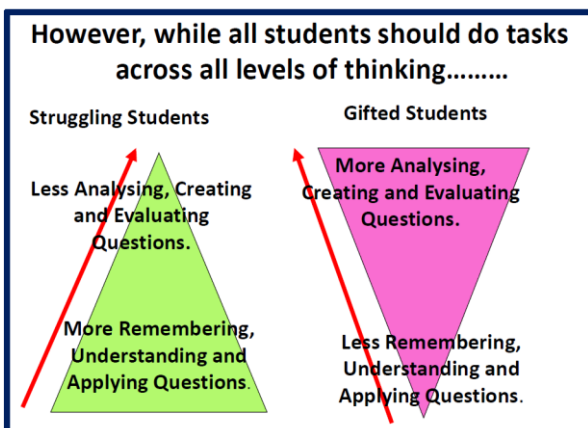 However, while all students should do tasks
across all levels of thinking.........
Struggling Students
Less Analysing, Creating
and Evaluating
Questions.
More Remembering,
Understanding and
Applying Questions.
Gifted Students
More Analysing,
Creating and Evaluating
Questions.
Less Remembering,
Understanding and
Applying Questions.